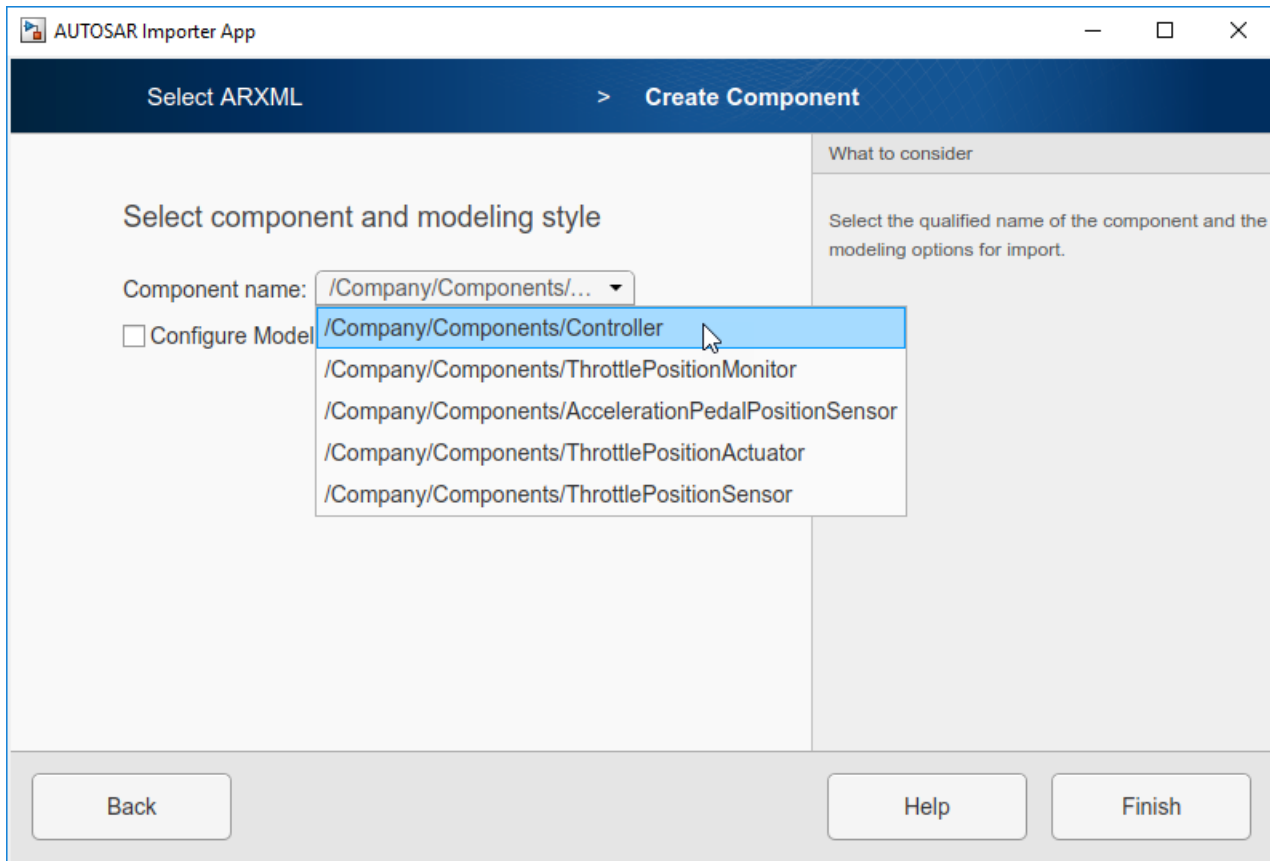 AUTOSAR Importer App
Select ARXML > Create Component
What to consider
Select the qualified name of the component and the
modeling options for import.
Select component and modeling style
Component name: /Company/Components/...
Configure Model
/Company/Components/Controller
/Company/Components/ThrottlePositionMonitor
/Company/Components/AccelerationPedalPositionSensor
/Company/Components/ThrottlePositionActuator
/Company/Components/ThrottlePositionSensor
Back
Help
Finish